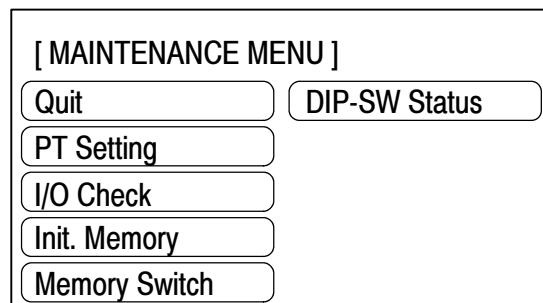 [ MAINTENANCE MENU ]
Quit
DIP-SW Status
PT Setting
I/O Check
Init. Memory
Memory Switch